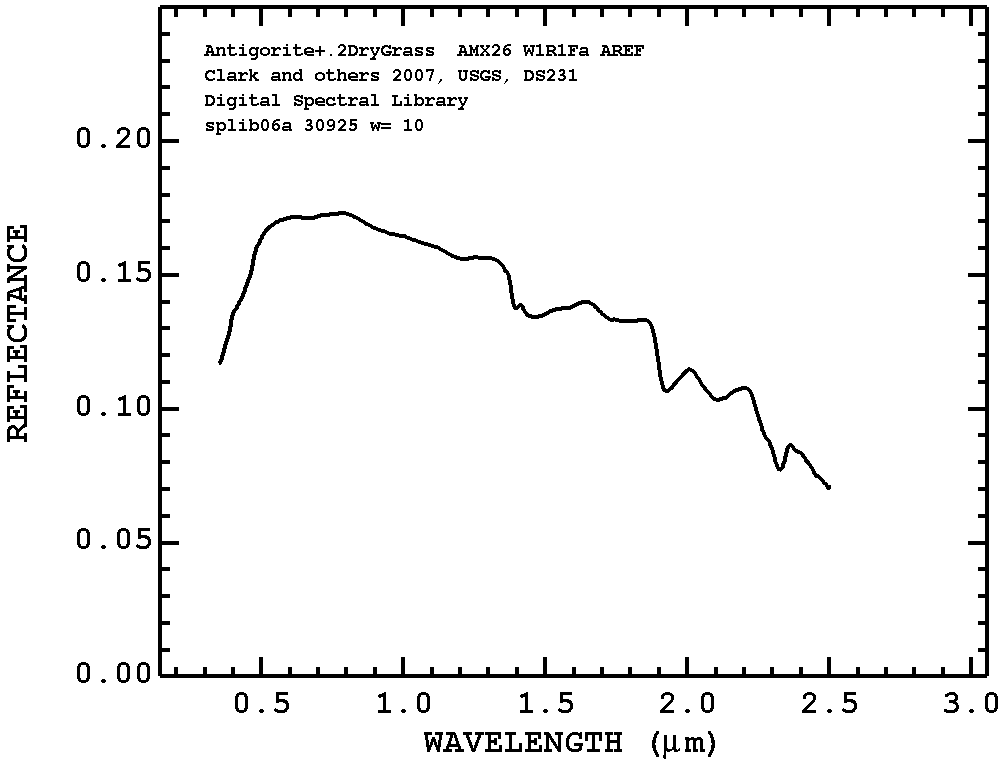 Antigorite+.2DryGrass  AMX26 W1R1Fa AREF
Clark and others 2007, USGS, DS231
Digital Spectral Library
splib06a 30925 w= 10
0.20
0.15
0.10
0.05
0.00
REFLECTANCE
0.5 1.0 1.5 2.0 2.5 3.0
WAVELENGTH (μm)